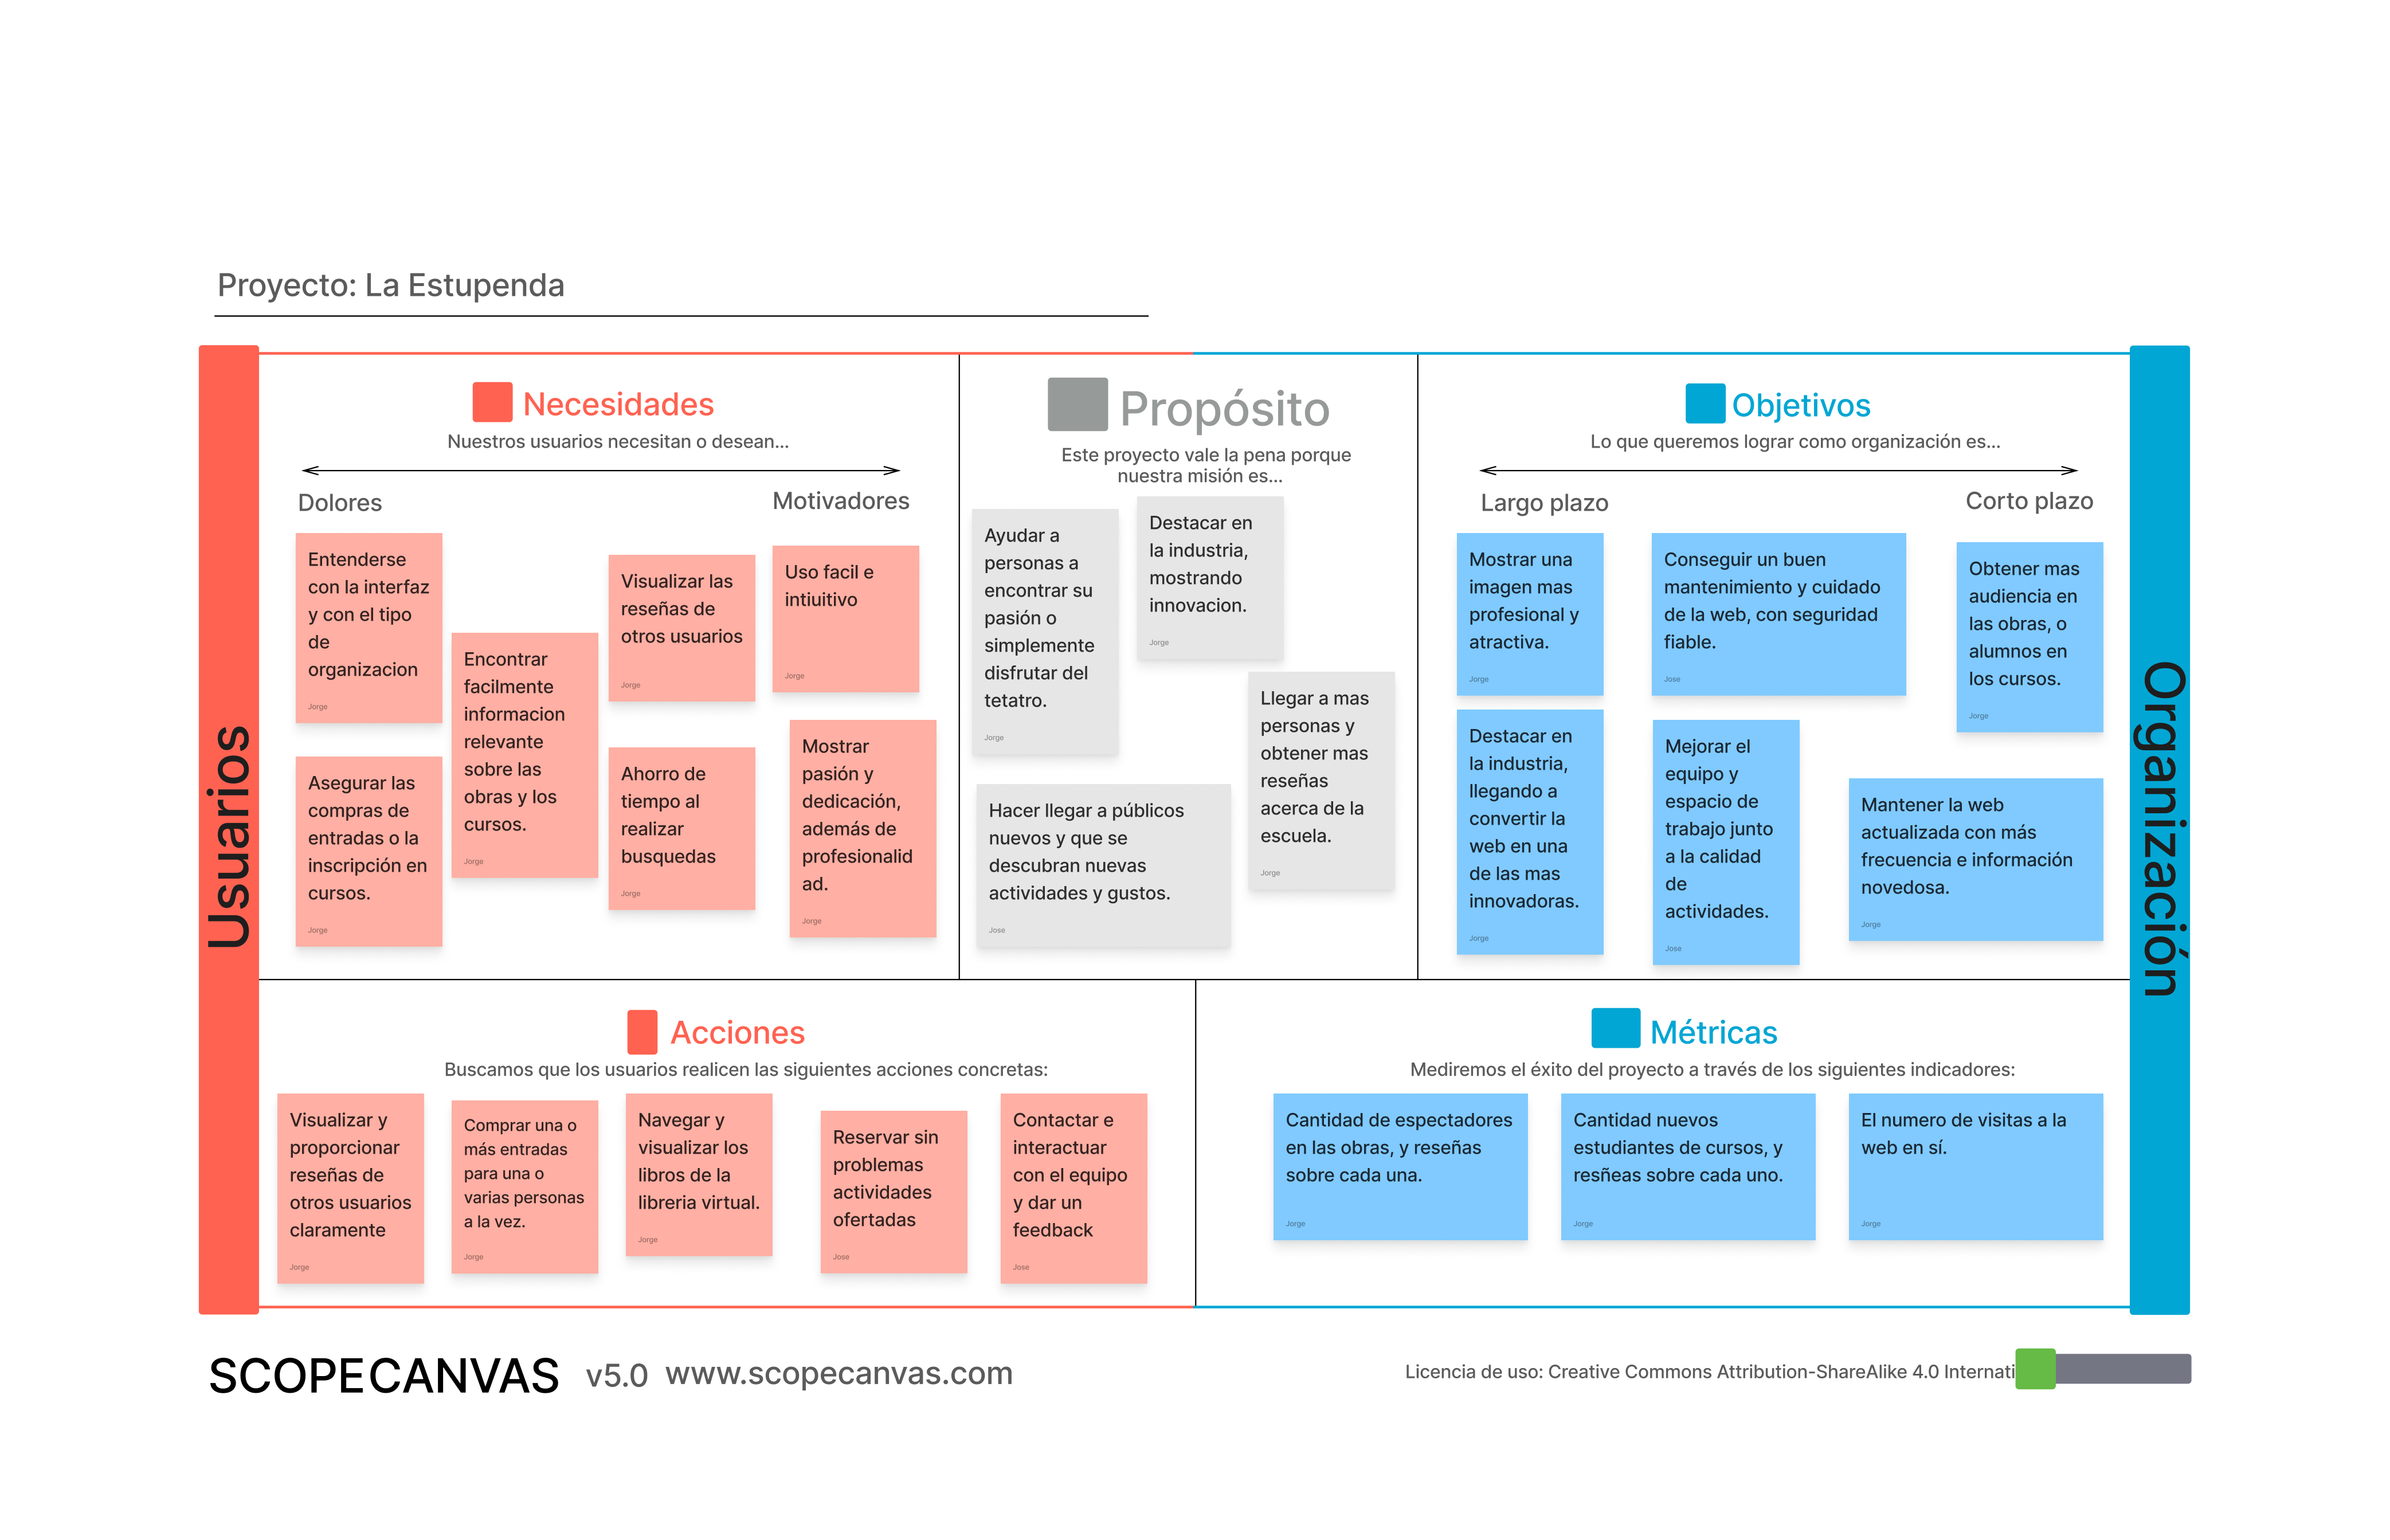 Proyecto: La Estupenda
Usuarios
Necesidades
Nuestros usuarios necesitan o desean...
Dolores
Motivadores
Entenderse
con la interfaz
y con el tipo
de
organizacion
Jorge
Asegurar las
compras de
entradas o la
inscripción en
cursos.
Jorge
Encontrar
facilmente
informacion
relevante
sobre las
obras y los
cursos.
Jorge
Visualizar las
reseñas de
otros usuarios
Jorge
Ahorro de
tiempo al
realizar
busquedas
Jorge
Uso facil e
intiuitivo
Jorge
Mostrar
pasión y
dedicación,
además de
profesionalid
ad.
Jorge
Propósito
Este proyecto vale la pena porque
nuestra misión es...
Ayudar a
personas a
encontrar su
pasión o
simplemente
disfrutar del
tetatro.
Jorge
Destacar en
la industria,
mostrando
innovacion.
Jorge
Llegar a mas
personas y
obtener mas
reseñas
acerca de la
escuela.
Jorge
Hacer llegar a públicos
nuevos y que se
descubran nuevas
actividades y gustos.
Jose
Objetivos
Lo que queremos lograr como organización es...
Largo plazo
Corto plazo
Mostrar una
imagen mas
profesional y
atractiva.
Jorge
Conseguir un buen
mantenimiento y cuidado
de la web, con seguridad
fiable.
Jose
Obtener mas
audiencia en
las obras, o
alumnos en
los cursos.
Jorge
Destacar en
la industria,
llegando a
convertir la
web en una
de las mas
innovadoras.
Jorge
Mejorar el
equipo y
espacio de
trabajo junto
a la calidad
de
actividades.
Jose
Mantener la web
actualizada con más
frecuencia e información
novedosa.
Jorge
Organización
Acciones
Buscamos que los usuarios realicen las siguientes acciones concretas:
Visualizar y
proporcionar
reseñas de
otros usuarios
claramente
Jorge
Comprar una o
más entradas
para una o
varias personas
a la vez.
Jorge
Navegar y
visualizar los
libros de la
libreria virtual.
Jorge
Reservar sin
problemas
actividades
ofertadas
Jose
Contactar e
interactuar
con el equipo
y dar un
feedback
Jose
Métricas
Mediremos el éxito del proyecto a través de los siguientes indicadores:
Cantidad de espectadores
en las obras, y reseñas
sobre cada una.
Jorge
Cantidad nuevos
estudiantes de cursos, y
resñeas sobre cada uno.
Jorge
El numero de visitas a la
web en sí.
Jorge
SCOPECANVAS v5.0 www.scopecanvas.com
Licencia de uso: Creative Commons Attribution-ShareAlike 4.0 Internati